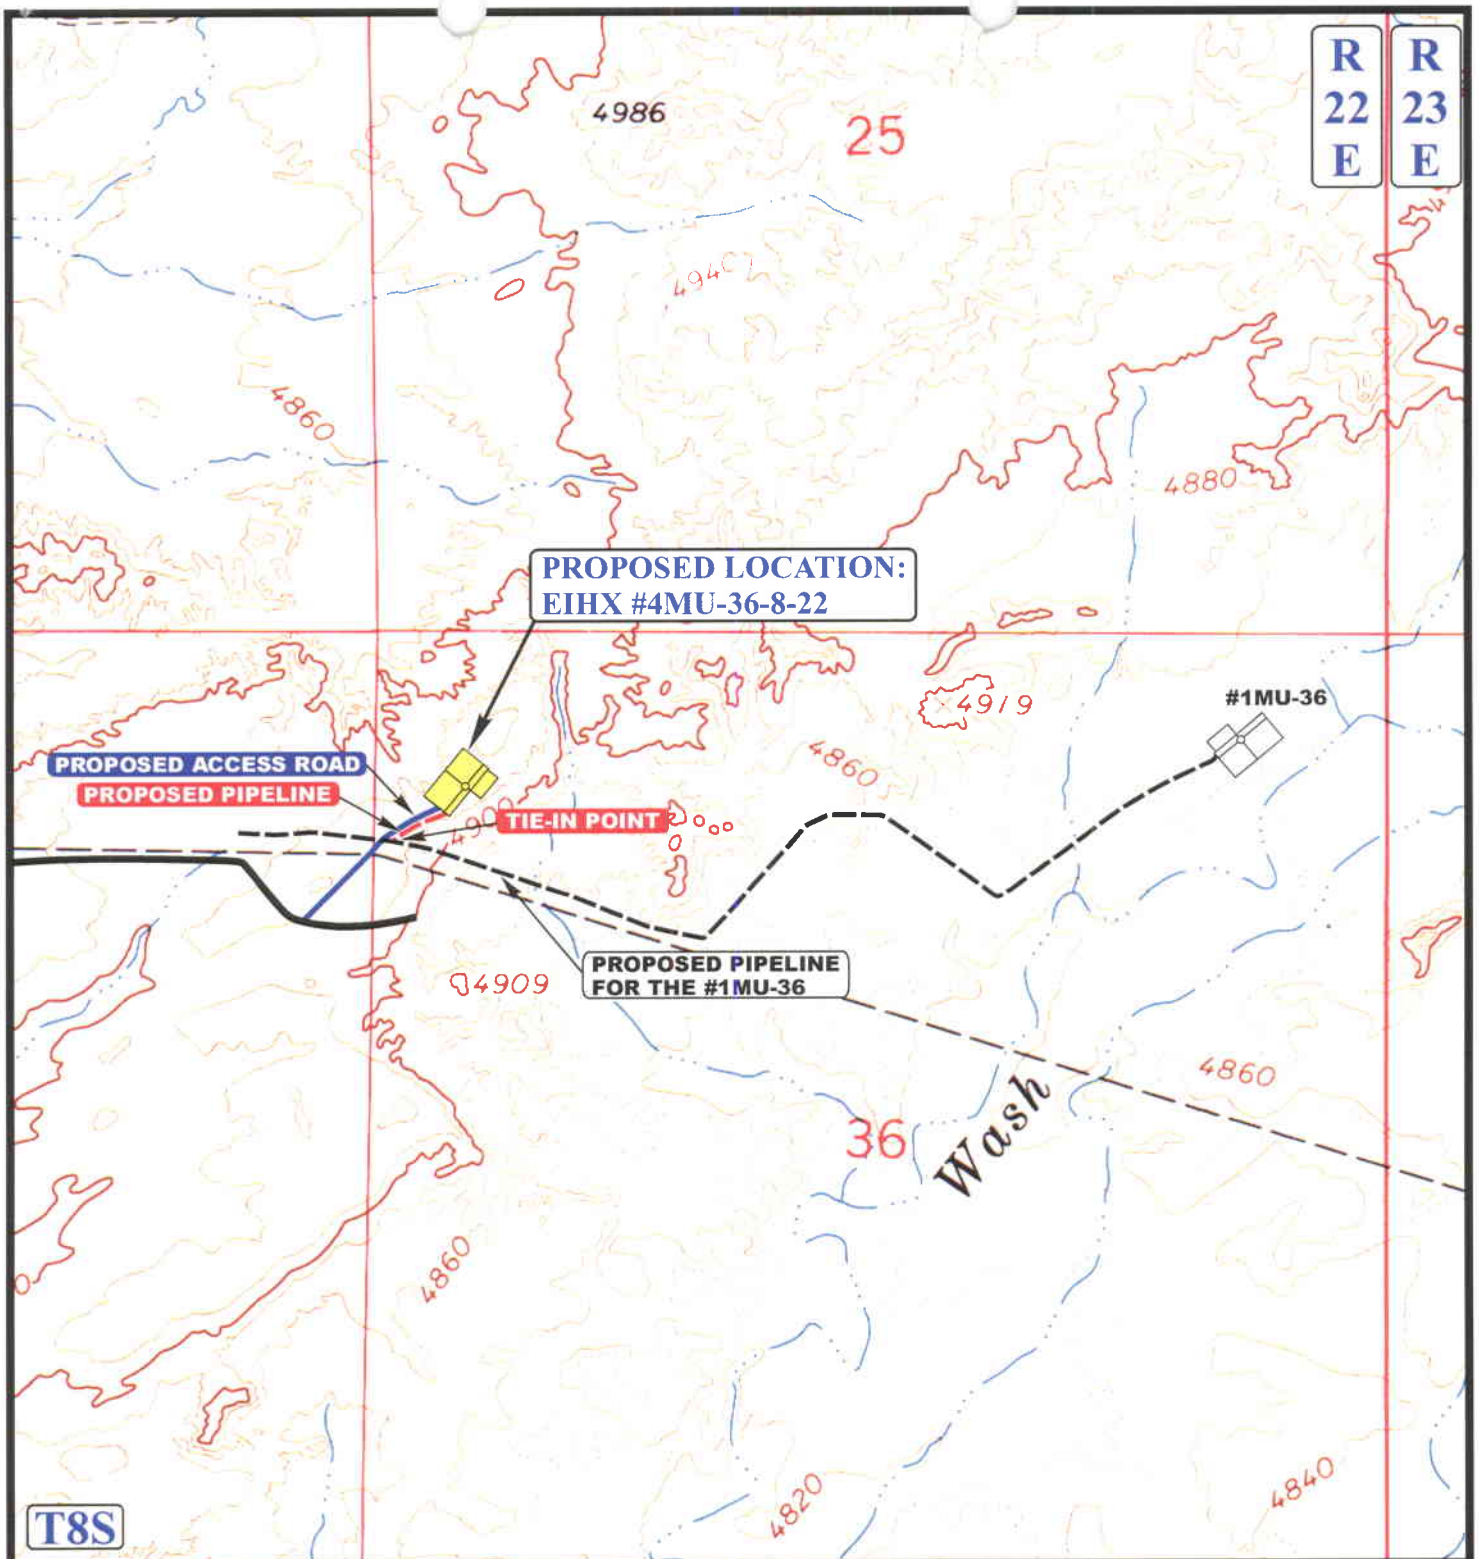 R
22
E
R
23
E
4986
25
4940
4860
4880
PROPOSED LOCATION:
EIHX #4MU-36-8-22
4919
#1MU-36
4860
PROPOSED ACCESS ROAD
PROPOSED PIPELINE
TIE-IN POINT
PROPOSED PIPELINE
FOR THE #1MU-36
4909
4860
36
Wash
4860
4820
4840
T8S